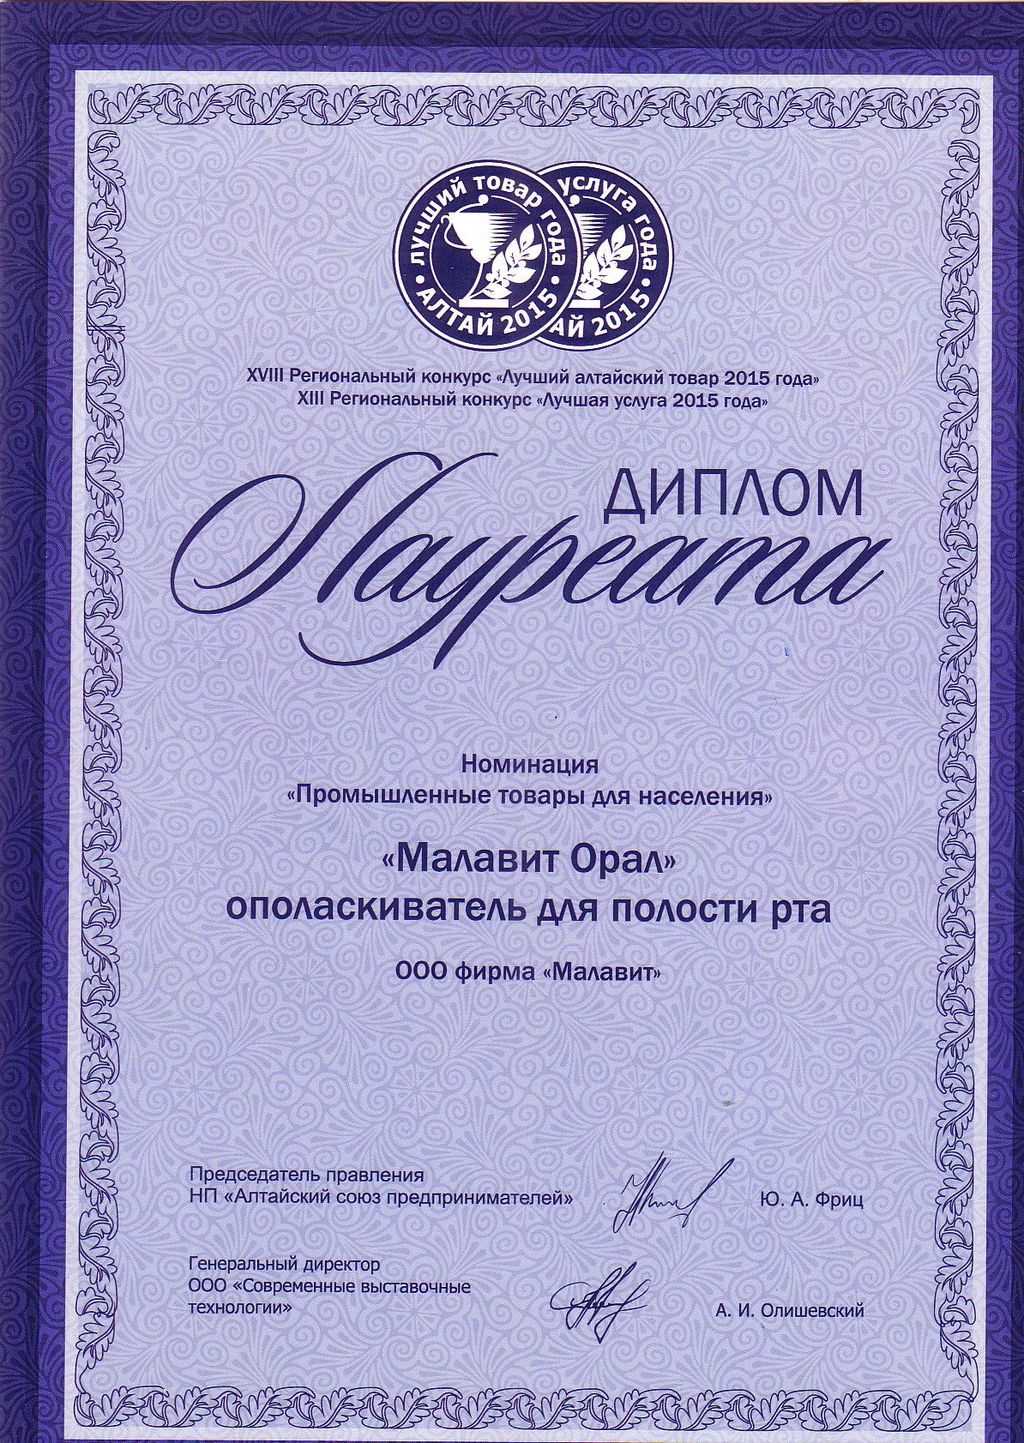 лучший товар года
• АЛТАЙ 2015 •
услуга года
АЙ 2015 •
XVIII Региональный конкурс «Лучший алтайский товар 2015 года»
XIII Региональный конкурс «Лучшая услуга 2015 года»
ДИПЛОМ
Лауреата
Номинация
«Промышленные товары для населения»
«Малавит Орал»
ополаскиватель для полости рта
ООО фирма «Малавит»
Председатель правления
НП «Алтайский союз предпринимателей»
Ю. А. Фриц
Генеральный директор
ООО «Современные выставочные
технологии»
А. И. Олишевский